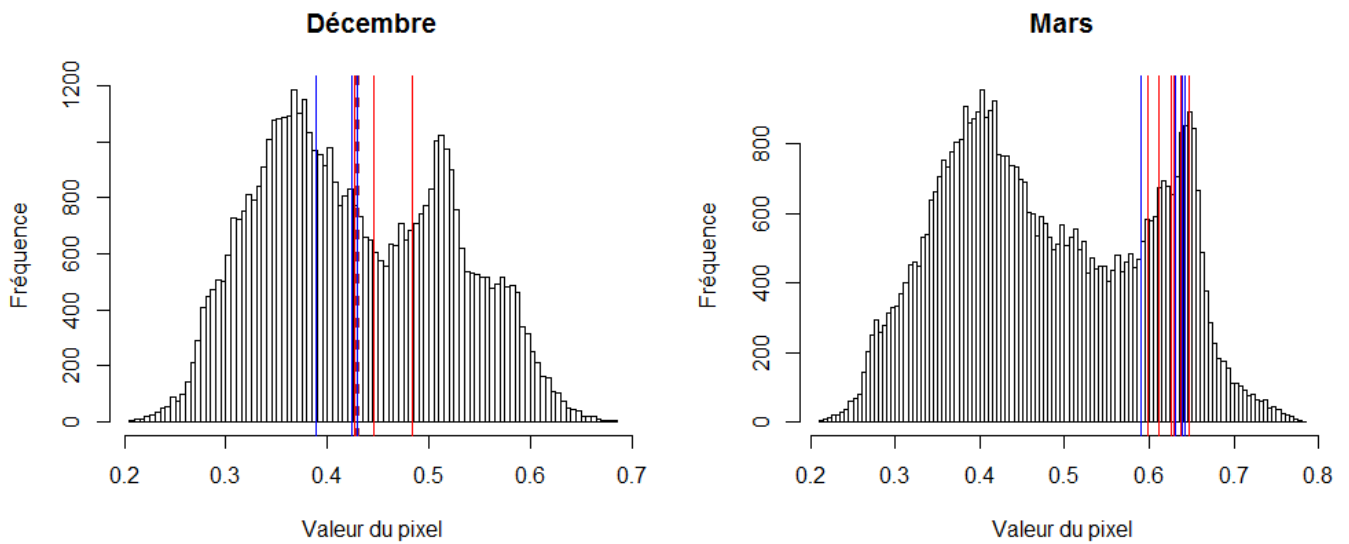 Décembre
Fréquence
0 200 400 600 800 1200
0.2 0.3 0.4 0.5 0.6 0.7
Valeur du pixel
Mars
Fréquence
0 200 400 600 800
0.2 0.3 0.4 0.5 0.6 0.7 0.8
Valeur du pixel